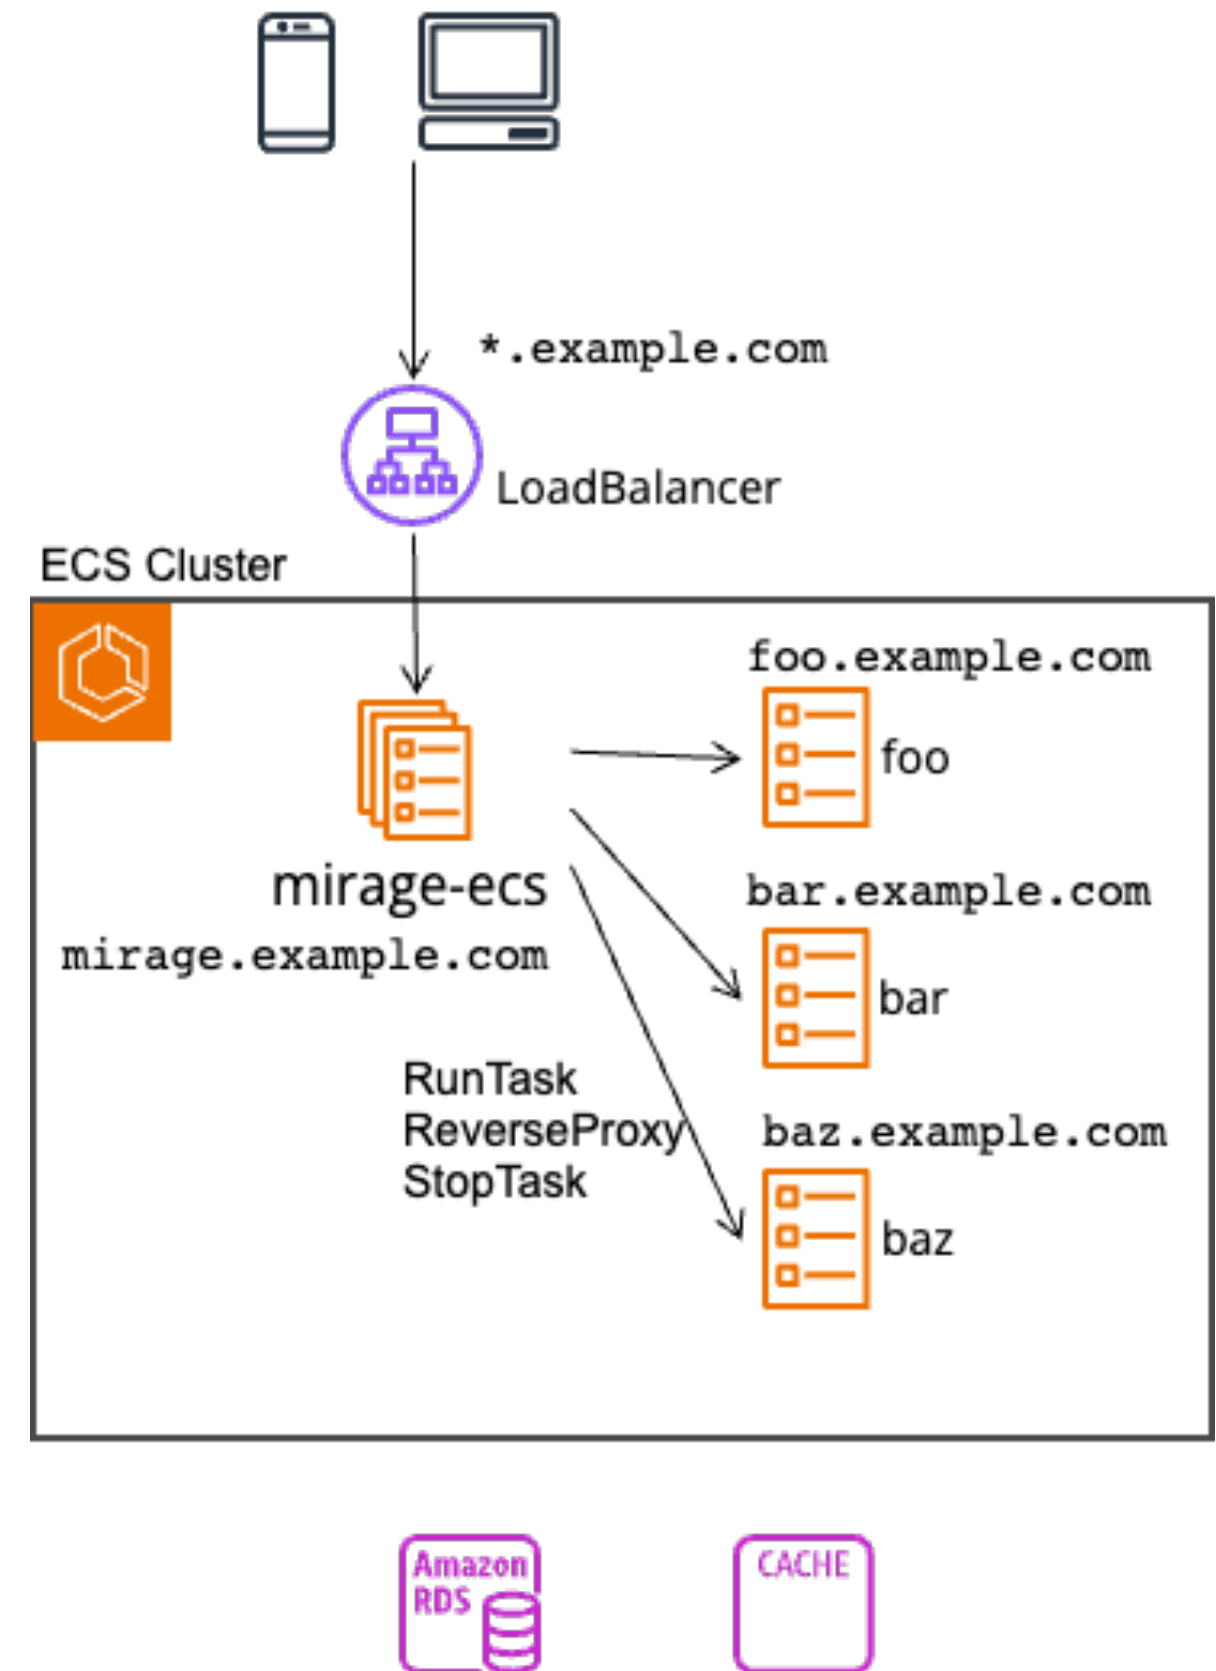 *.example.com
LoadBalancer
ECS Cluster
foo.example.com
foo
mirage-ecs
mirage.example.com
bar.example.com
bar
RunTask
ReverseProxy
StopTask
baz.example.com
baz
Amazon
RDS
CACHE